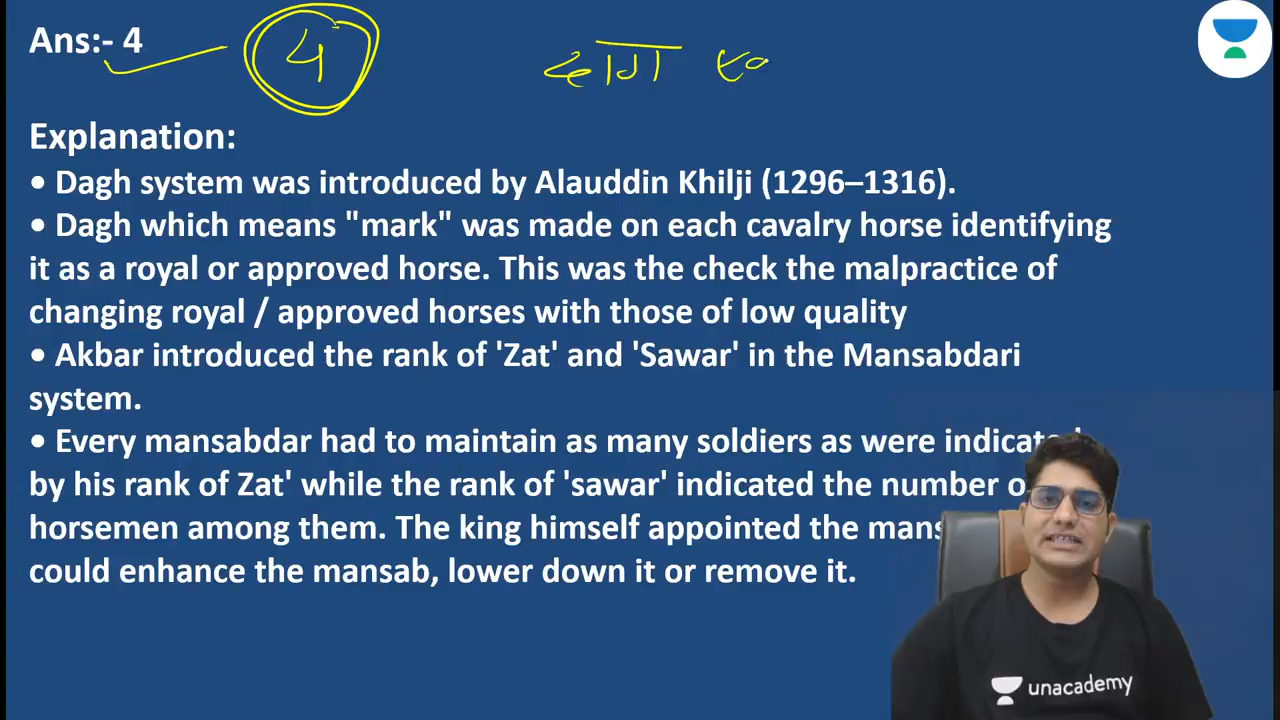 Ans:- 4
4 दाग
Explanation:
• Dagh system was introduced by Alauddin Khilji (1296–1316).
• Dagh which means "mark" was made on each cavalry horse identifying
it as a royal or approved horse. This was the check the malpractice of
changing royal / approved horses with those of low quality
• Akbar introduced the rank of 'Zat' and 'Sawar' in the Mansabdari
system.
• Every mansabdar had to maintain as many soldiers as were
by his rank of Zat' while the rank of 'sawar' indicated the number
horsemen among them. The king himself appointed the
could enhance the mansab, lower down it or remove it.
unacademy